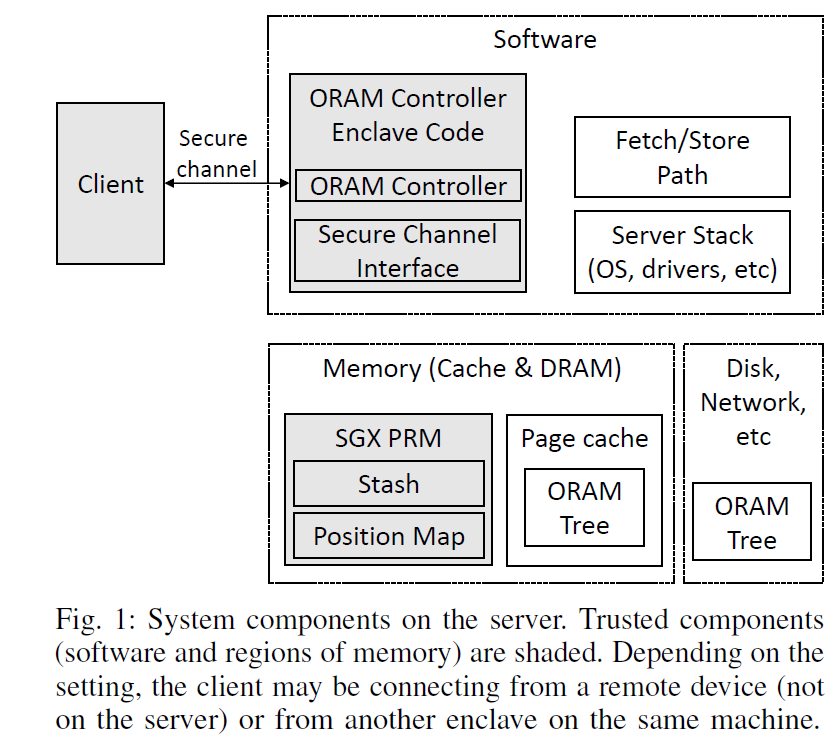 Software
ORAM Controller
Enclave Code
ORAM Controller
Secure Channel
Interface
Client
Secure
channel
Fetch/Store
Path
Server Stack
(OS, drivers, etc)
Memory (Cache & DRAM)
SGX PRM
Stash
Position Map
Page cache
ORAM
Tree
Disk,
Network,
etc
ORAM
Tree
Fig. 1: System components on the server. Trusted components
(software and regions of memory) are shaded. Depending on the
setting, the client may be connecting from a remote device (not
on the server) or from another enclave on the same machine.